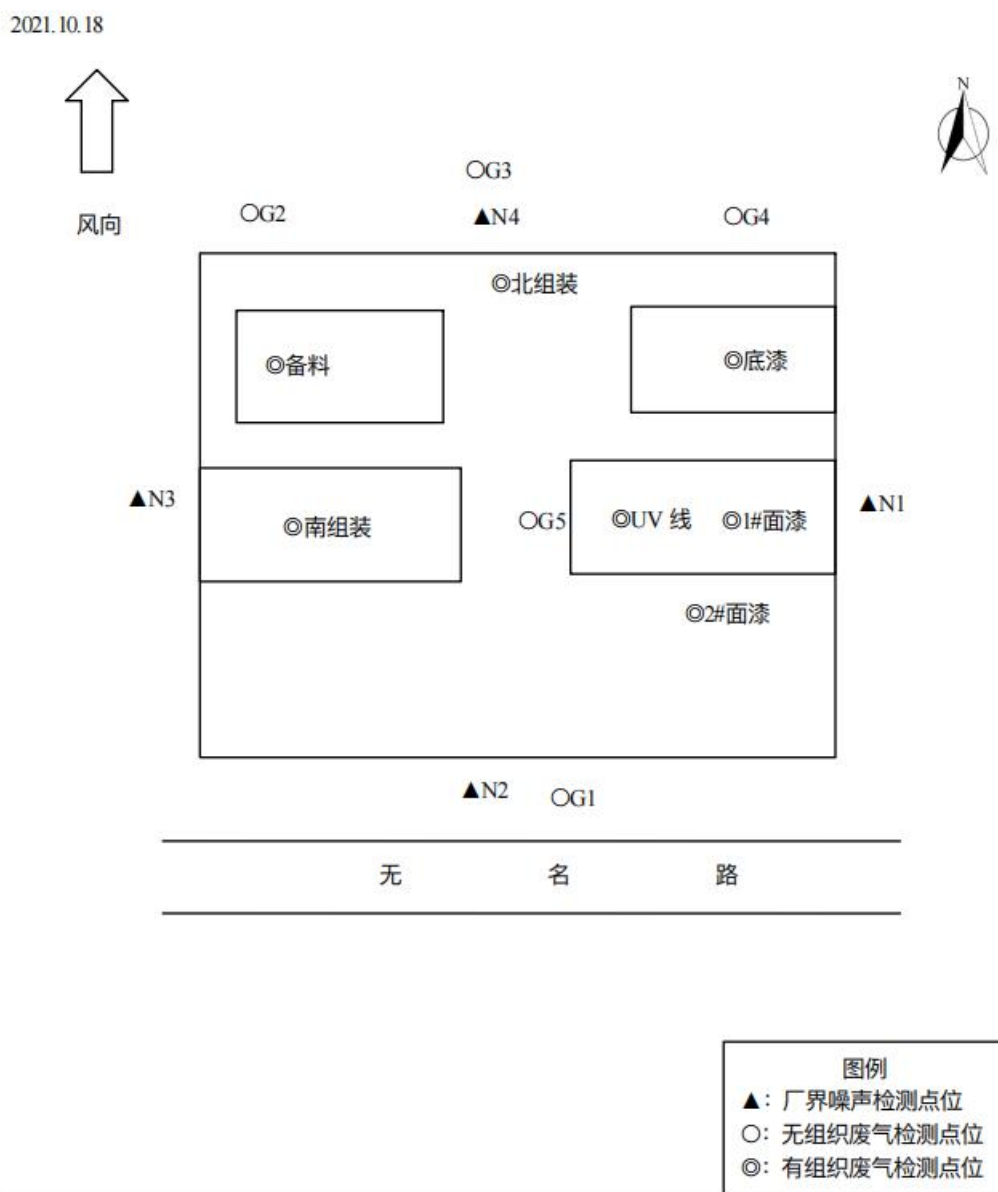 2021.10.18
N
○G3
风向
○G2
▲N4
○G4
◎北组装
◎备料
◎底漆
▲N3
▲N1
◎南组装
○G5
◎UV 线
◎1#面漆
◎2#面漆
▲N2
○G1
无 名 路
图例
▲：厂界噪声检测点位
○：无组织废气检测点位
◎：有组织废气检测点位